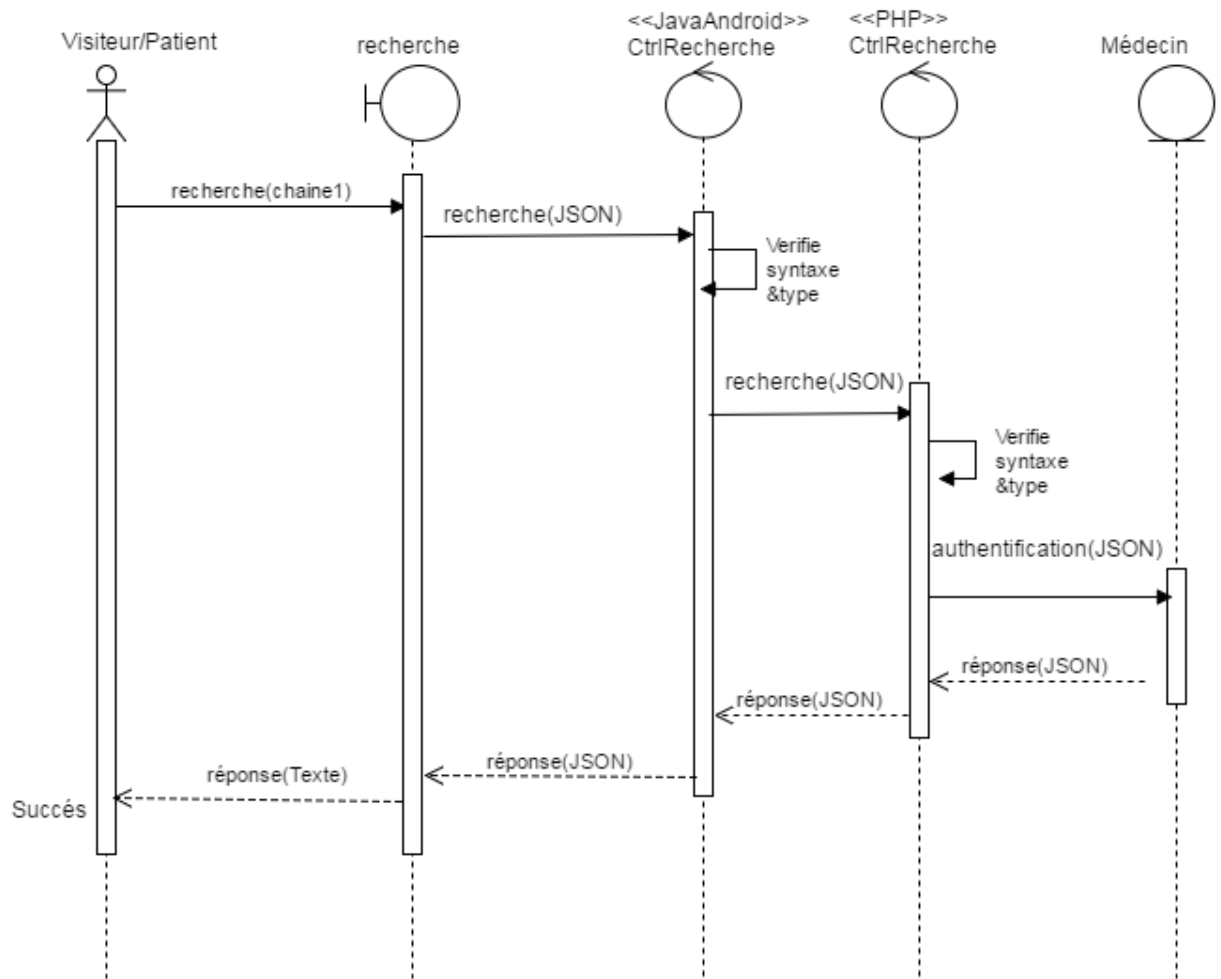 <<JavaAndroid>>
<<PHP>>
Visiteur/Patient
recherche
CtrlRecherche
CtrlRecherche
Médecin
recherche(chaine1)
recherche(JSON)
Verifie
syntaxe
&type
recherche(JSON)
Verifie
syntaxe
&type
authentification(JSON)
réponse(JSON)
réponse(JSON)
réponse(JSON)
réponse(Texte)
Succés